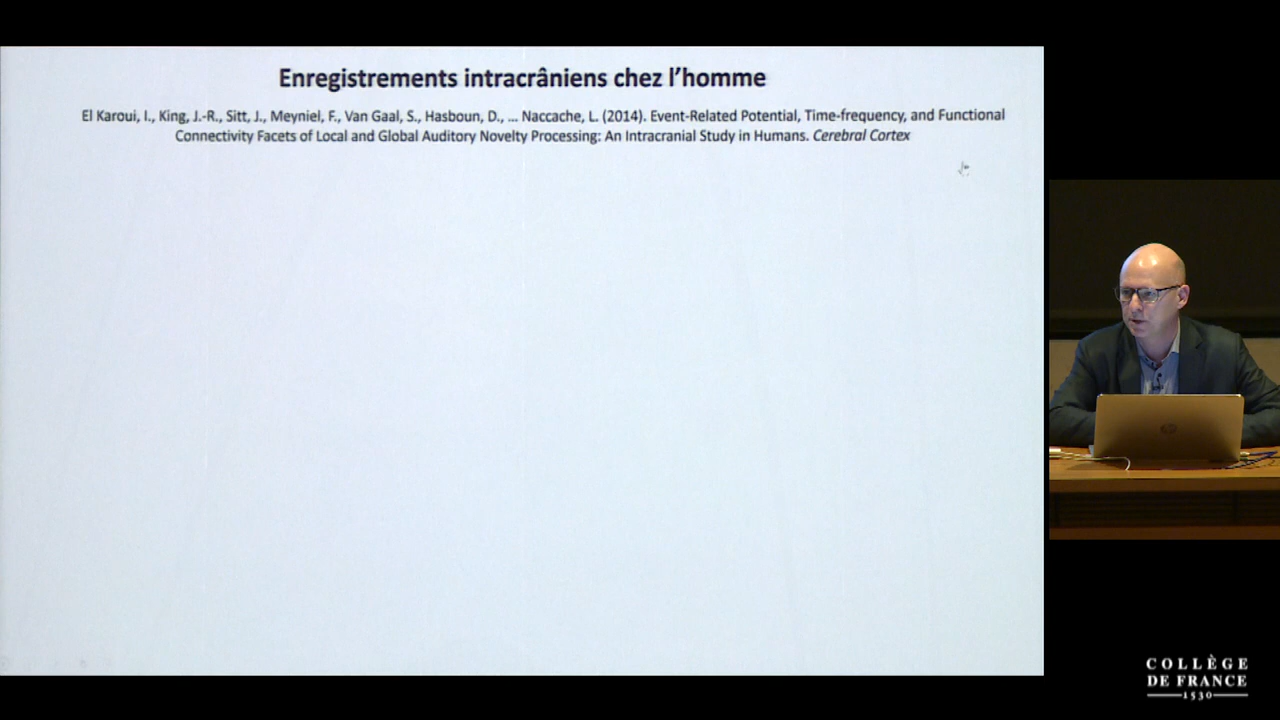 Enregistrements intracrâniens chez l'homme
El Karoui, I., King, J.-R., Sitt, J., Meyniel, F., Van Gaal, S., Hasboun, D., ... Naccache, L. (2014). Event-Related Potential, Time-frequency, and Functional
Connectivity Facets of Local and Global Auditory Novelty Processing: An Intracranial Study in Humans. Cerebral Cortex
COLLÈGE
DE FRANCE
1530